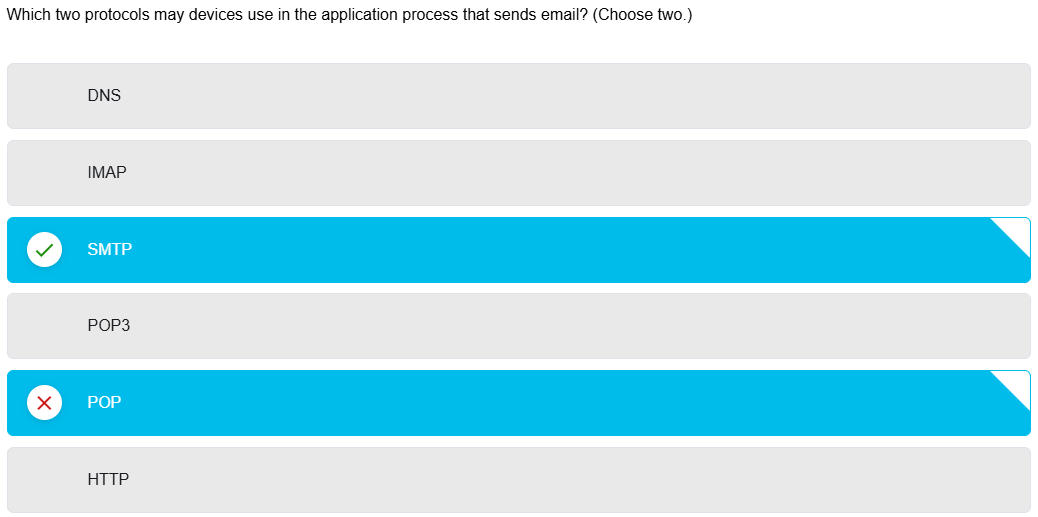 Which two protocols may devices use in the application process that sends email? (Choose two.)
DNS
IMAP
SMTP
POP3
POP
HTTP